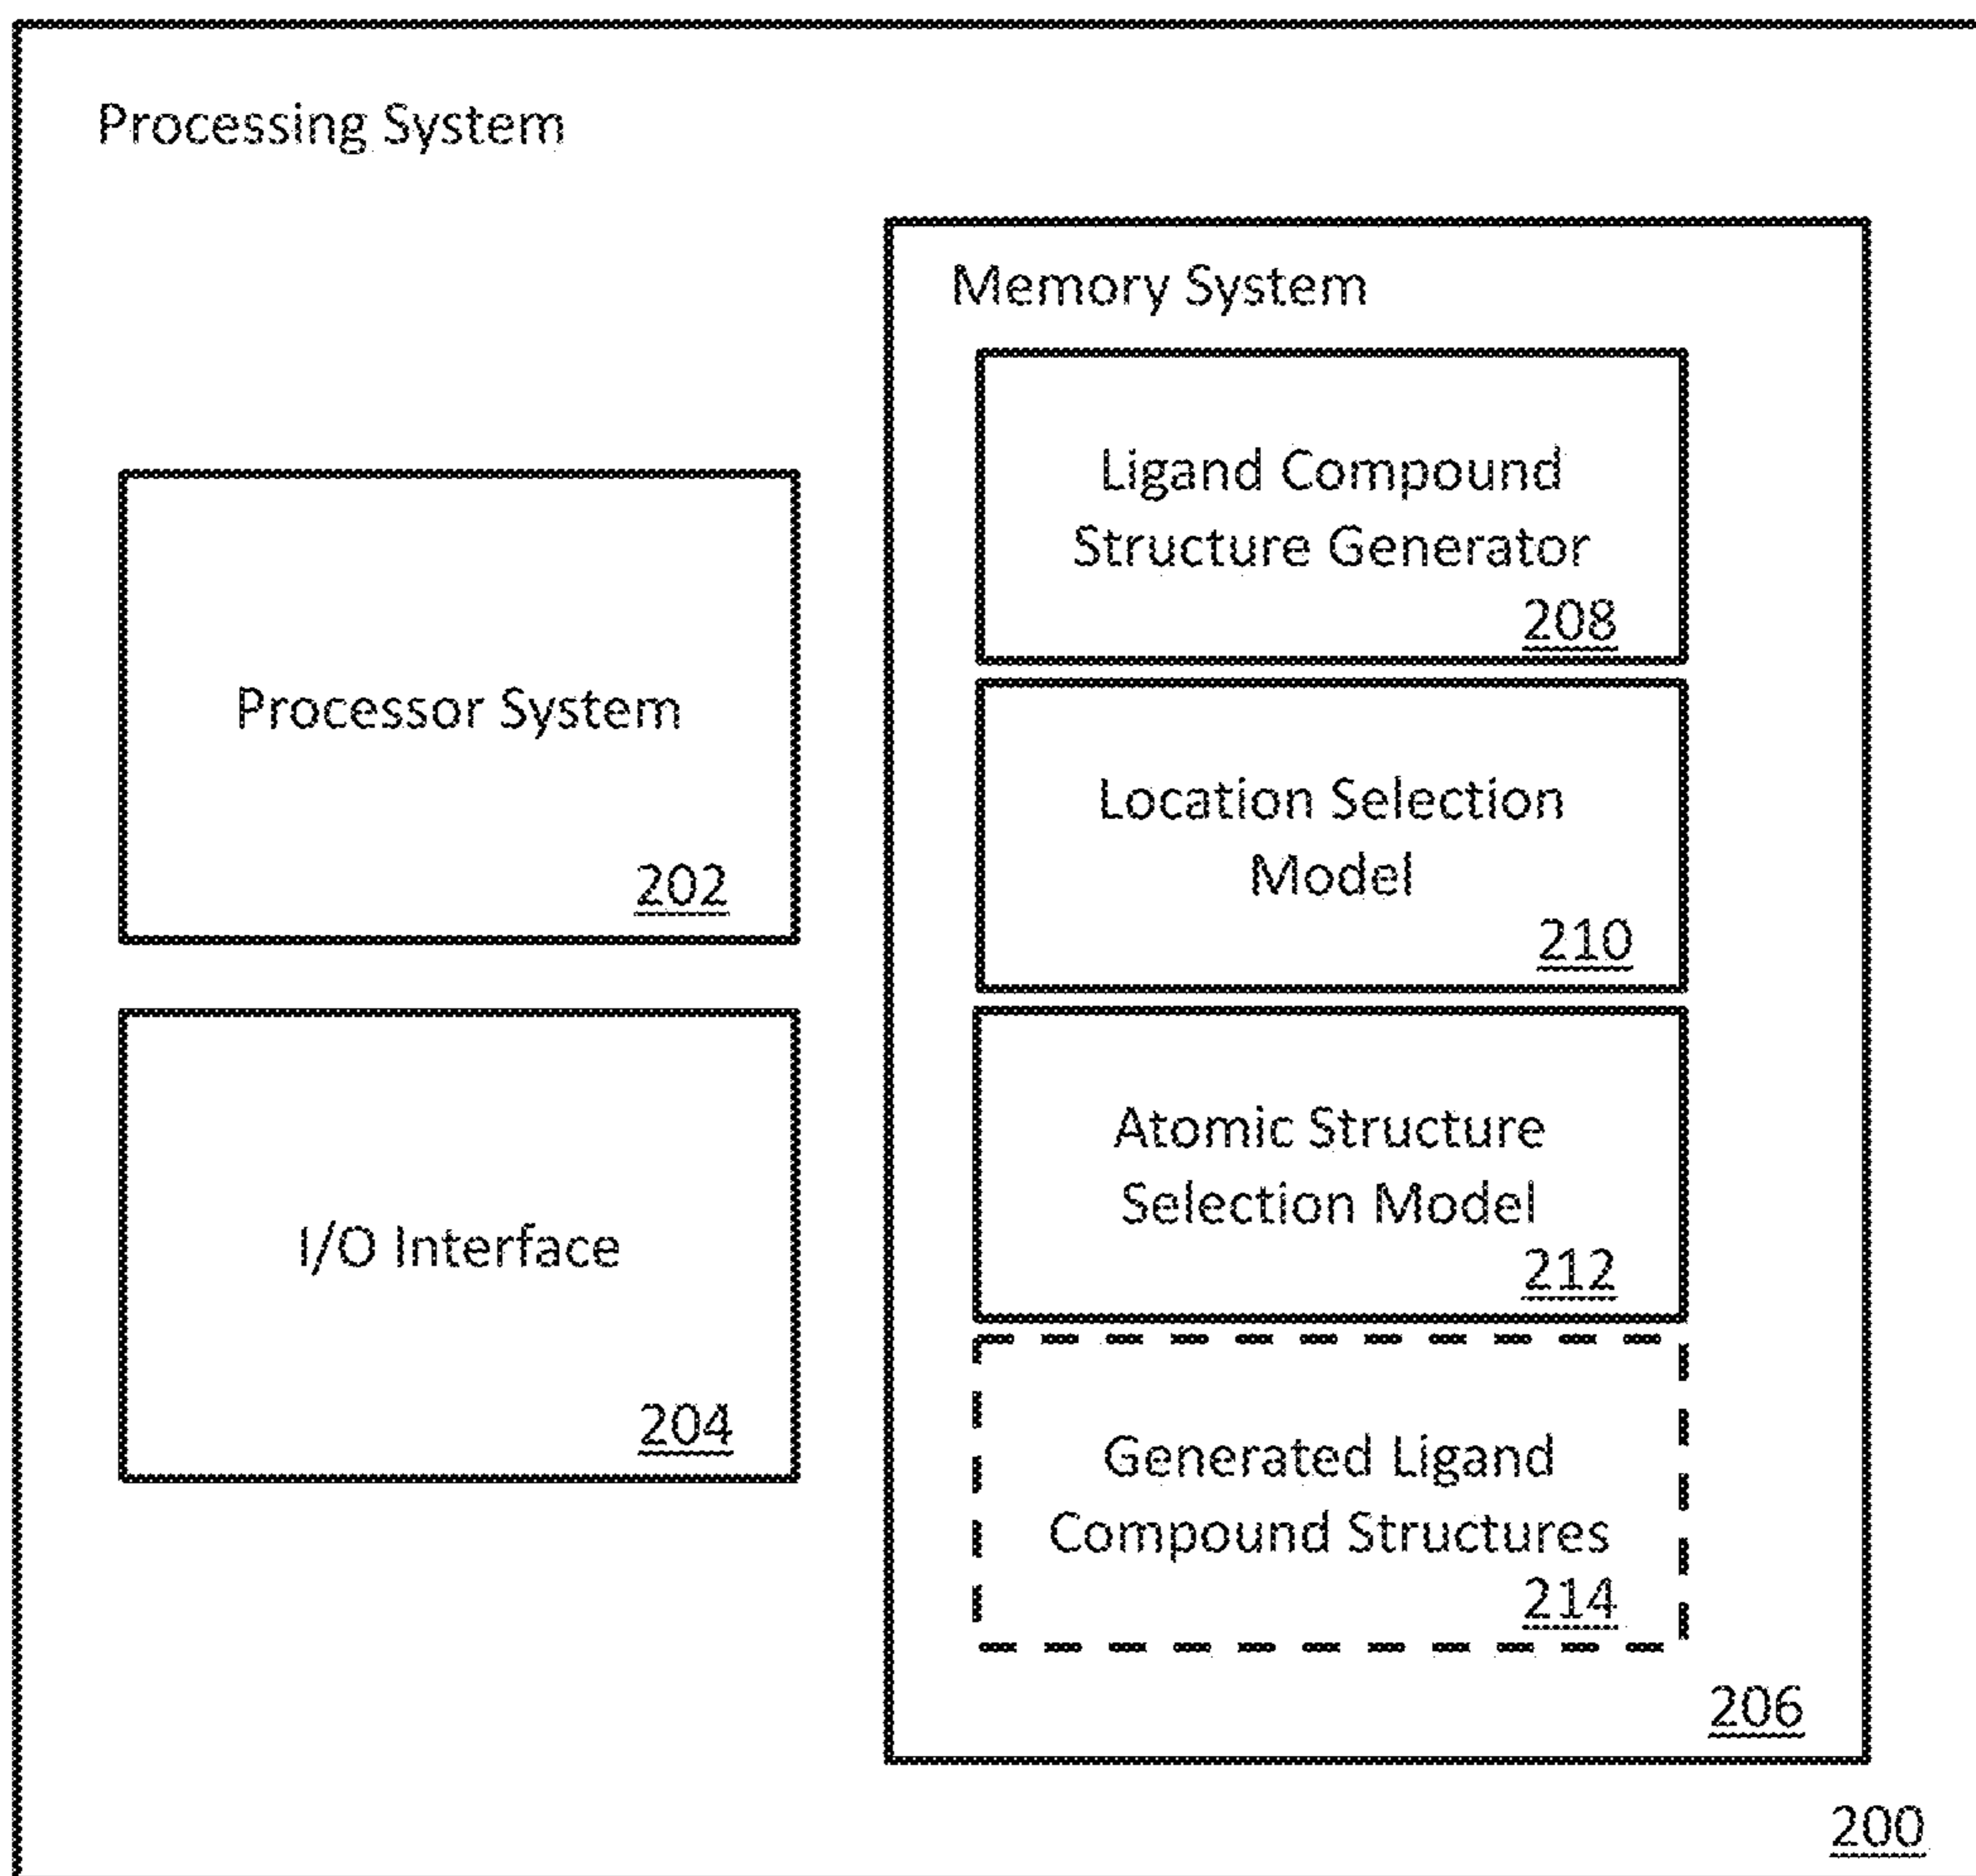 Processing System
Processor System
202
I/O Interface
204
Memory System
Ligand Compound
Structure Generator
208
Location Selection
Model
210
Atomic Structure
Selection Model
212
Generated Ligand
Compound Structures
214
206
200